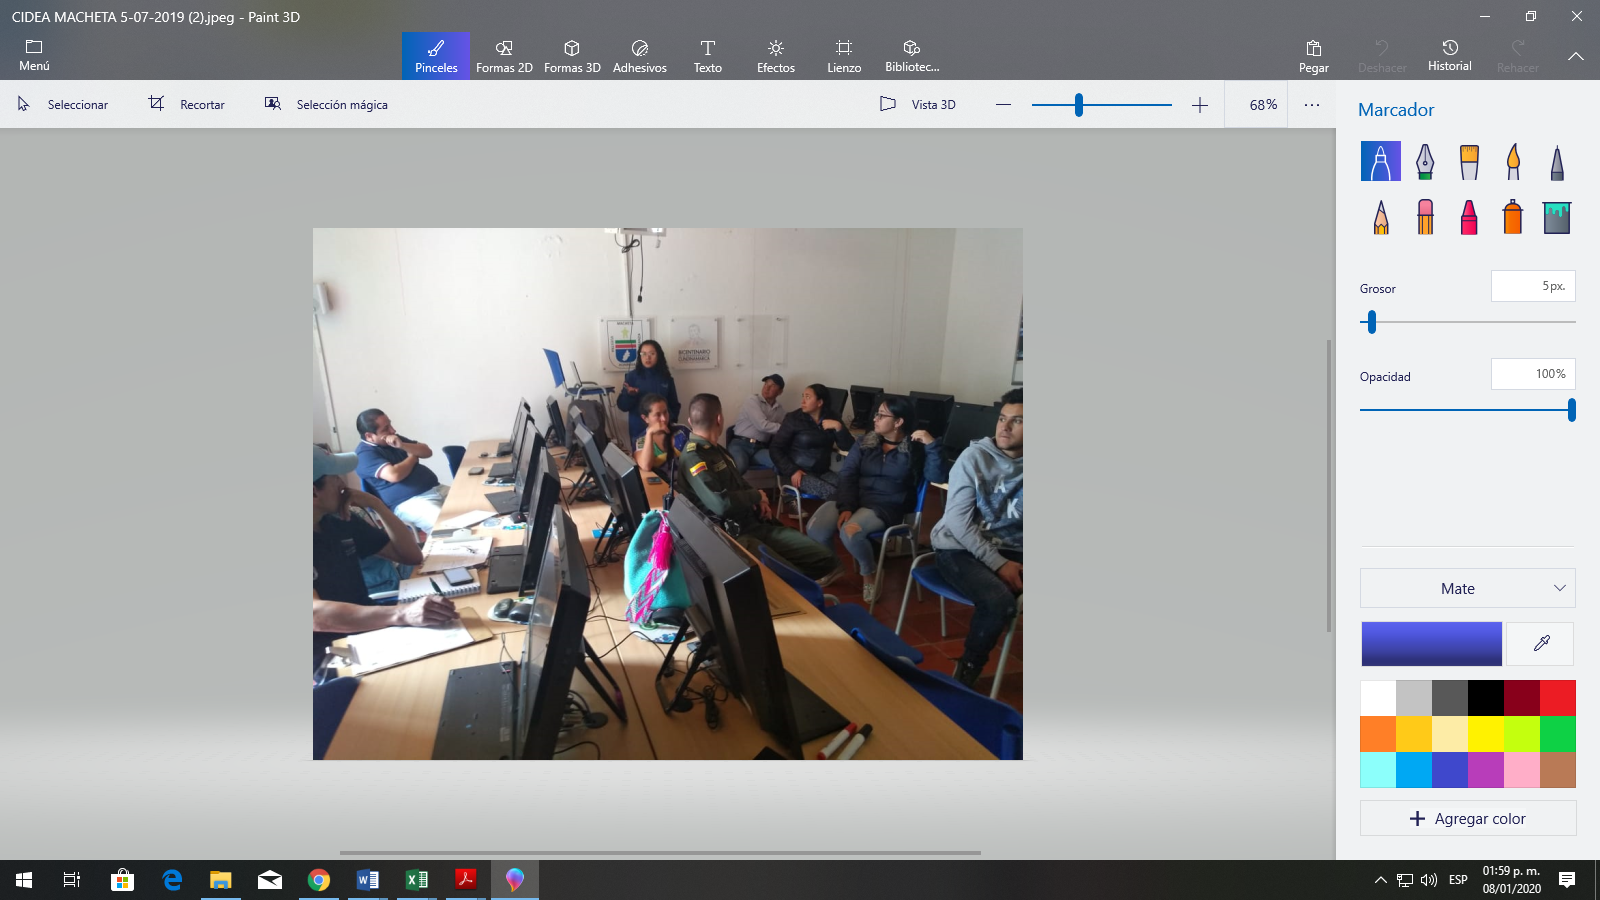 CIDEA MACHETA 5-07-2019 (2).jpeg - Paint 3D
Menú
Pinceles
Formas 2D
Formas 3D
Adhesivos
Texto
Efectos
Lienzo
Bibliotec...
Pegar
Deshacer
Historial
Rehacer
Seleccionar
Recortar
Selección mágica
Vista 3D
68%
Marcador
Grosor
5px.
Opacidad
100%
Mate
Agregar color
BICENTENARIO
ESP
01:59 p. m.
08/01/2020